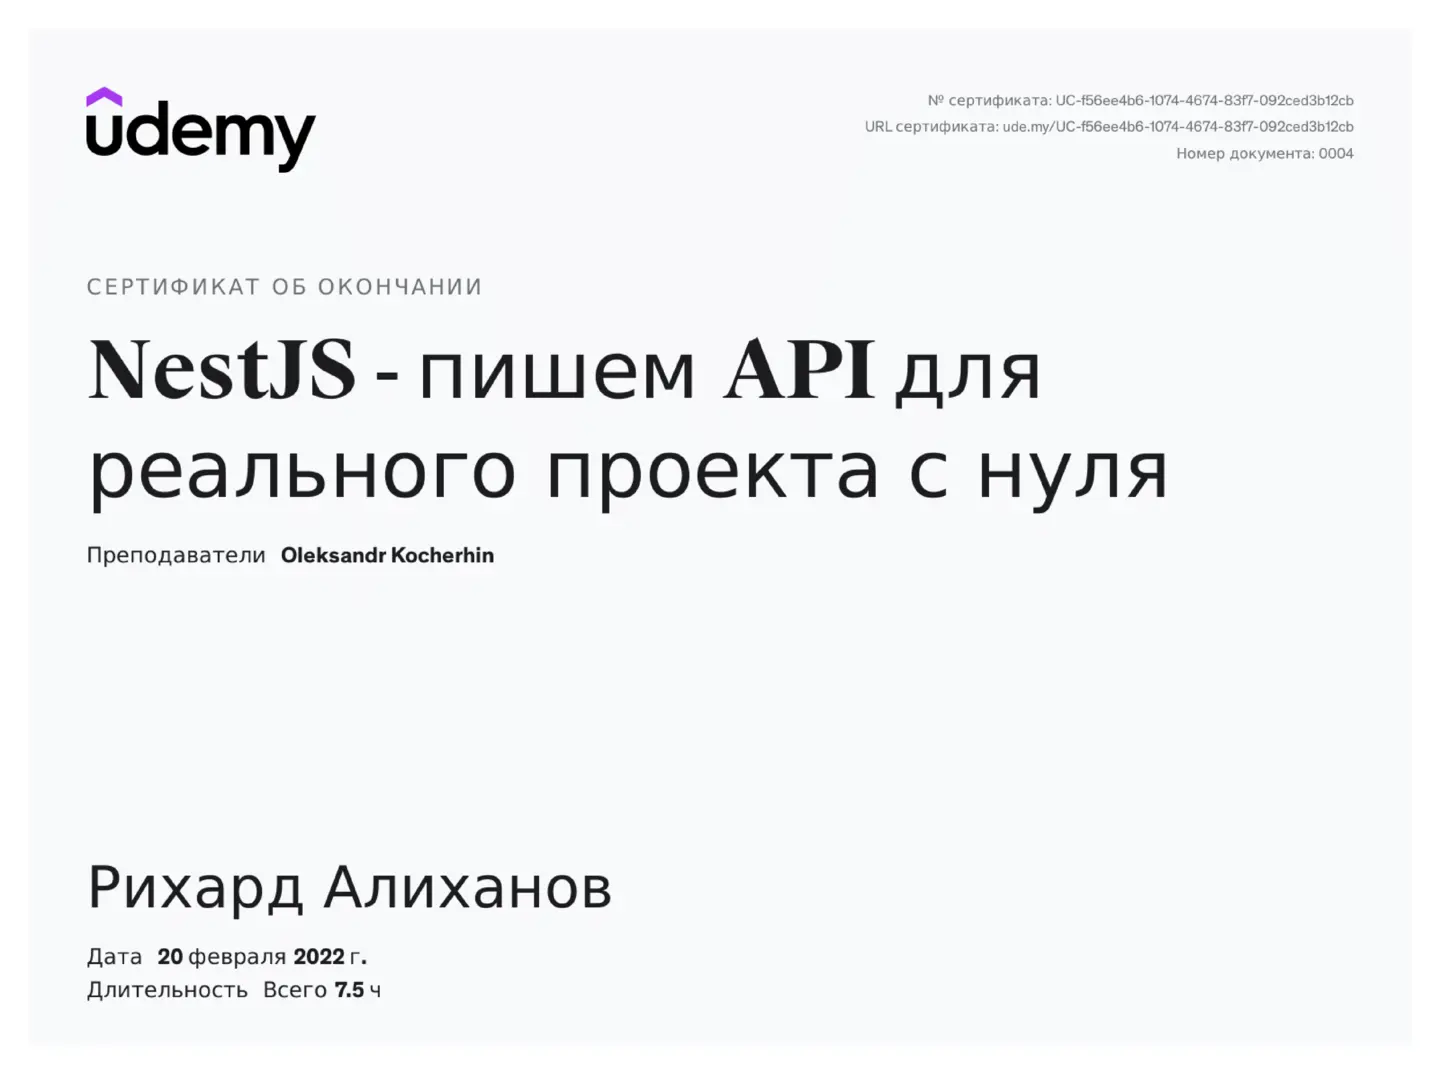 udemy
№ сертификата: UC-f56ee4b6-1074-4674-83f7-092ced3b12cb
URL сертификата: ude.my/UC-f56ee4b6-1074-4674-83f7-092ced3b12cb
Номер документа: 0004
СЕРТИФИКАТ ОБ ОКОНЧАНИИ
NestJS - пишем API для
реального проекта с нуля
Преподаватели Oleksandr Kocherhin
Рихард Алиханов
Дата 20 февраля 2022 г.
Длительность Всего 7.5 ч